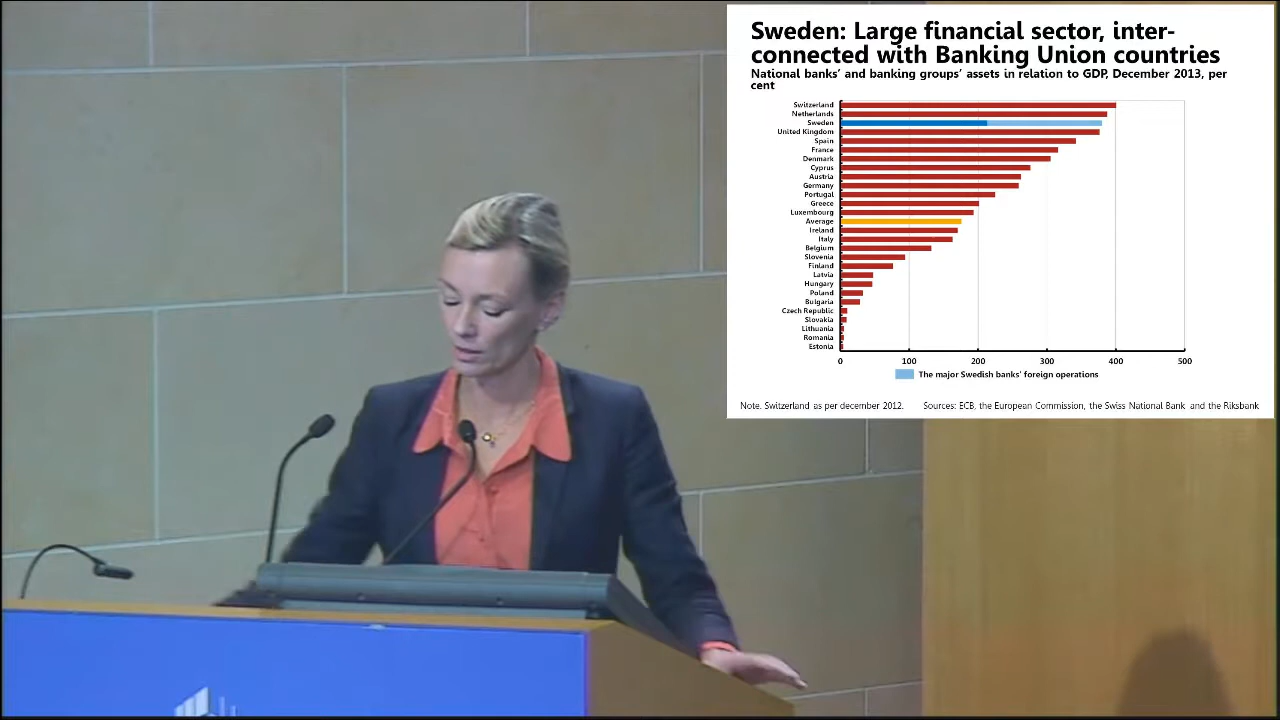 Sweden: Large financial sector, inter-
connected with Banking Union countries
National banks' and banking groups' assets in relation to GDP, December 2013, per
cent
Switzerland
Netherlands
Sweden
United Kingdom
Spain
France
Denmark
Cyprus
Austria
Germany
Portugal
Greece
Luxembourg
Average
Ireland
Italy
Belgium
Slovenia
Finland
Latvia
Hungary
Poland
Bulgaria
Czech Republic
Slovakia
Lithuania
Romania
Estonia
0 100 200 300 400 500
The major Swedish banks' foreign operations
Note. Switzerland as per december 2012. Sources: ECB, the European Commission, the Swiss National Bank and the Riksbank